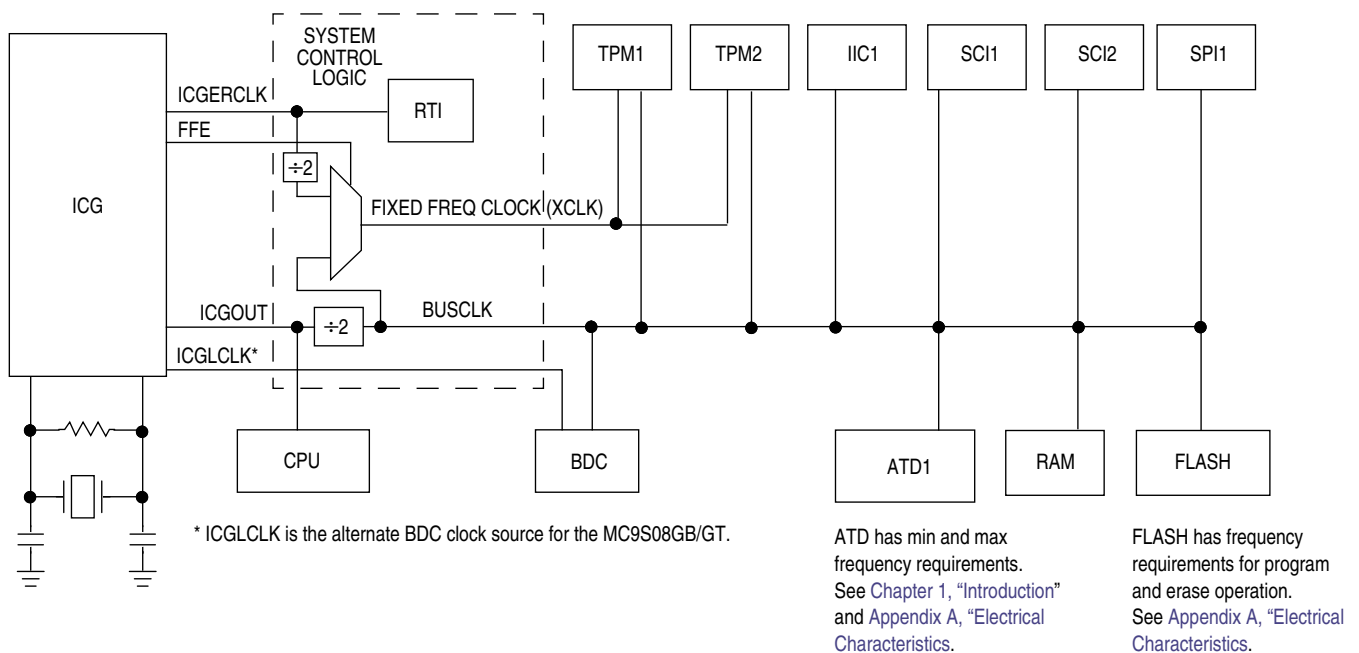 SYSTEM
CONTROL
LOGIC
TPM1
TPM2
IIC1
SCI1
SCI2
SPI1
ICGERCLK
RTI
FFE
÷2
ICG
FIXED FREQ CLOCK (XCLK)
ICGOUT
÷2
BUSCLK
ICGLCLK*
CPU
BDC
ATD1
RAM
FLASH
* ICGLCLK is the alternate BDC clock source for the MC9S08GB/GT.
ATD has min and max
frequency requirements.
See Chapter 1, “Introduction”
and Appendix A, “Electrical
Characteristics.
FLASH has frequency
requirements for program
and erase operation.
See Appendix A, “Electrical
Characteristics.